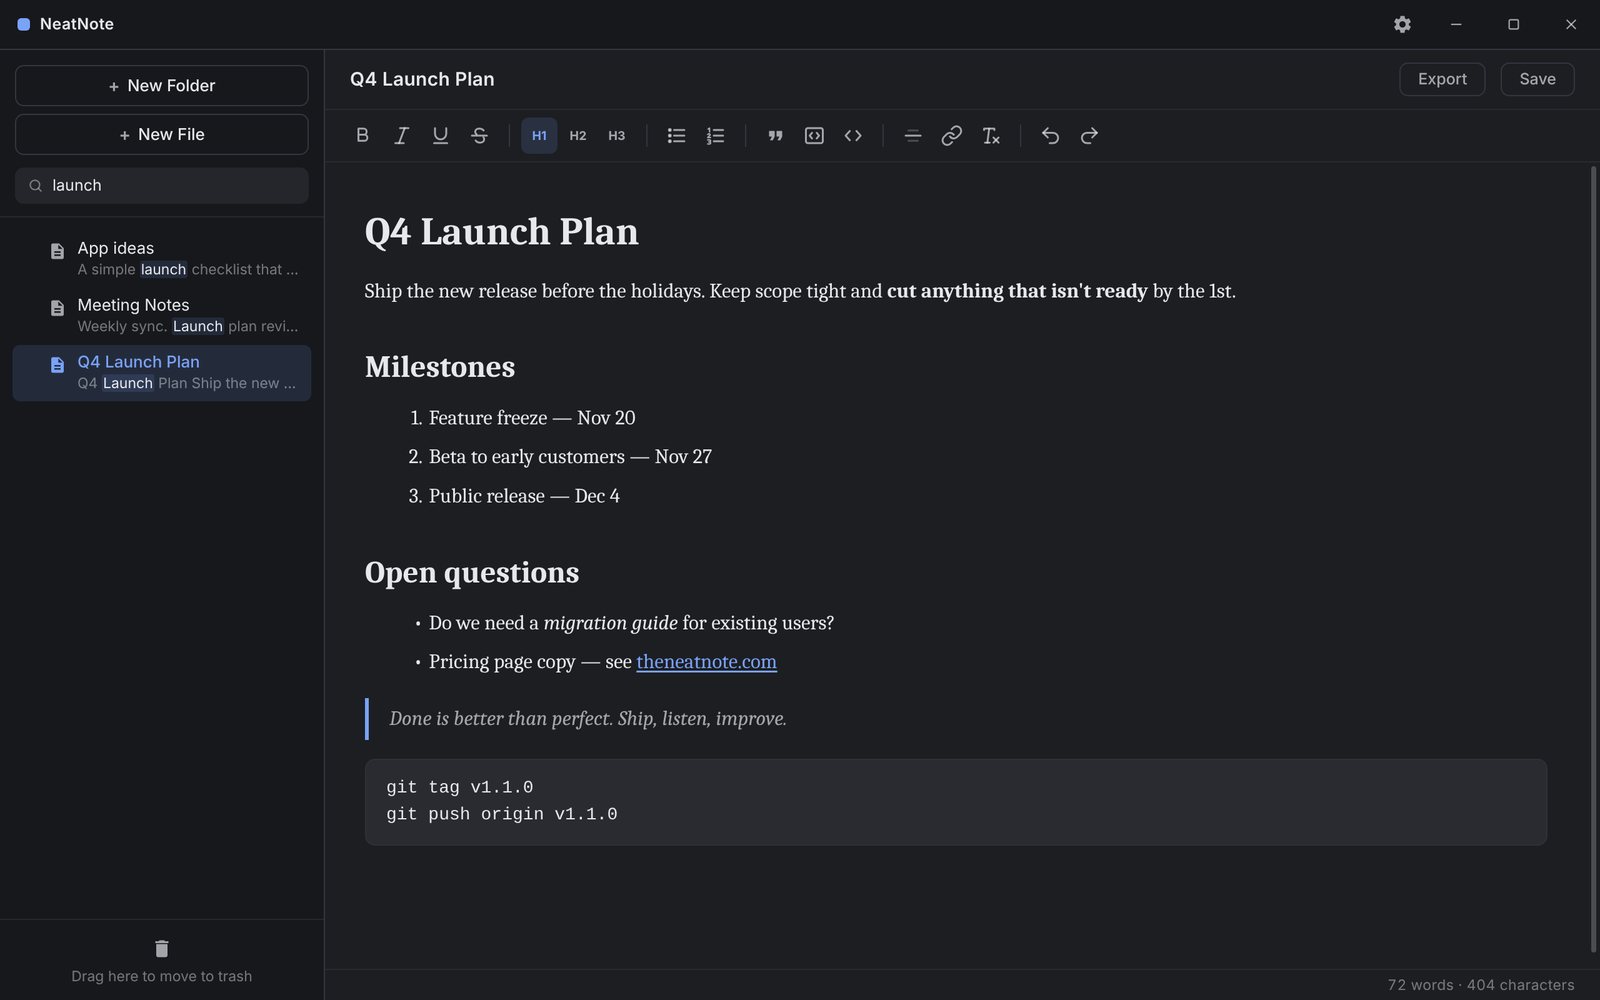 NeatNote
+ New Folder
+ New File
launch
App ideas
A simple launch checklist that ...
Meeting Notes
Weekly sync. Launch plan revi...
Q4 Launch Plan
Q4 Launch Plan Ship the new ...
Drag here to move to trash
Q4 Launch Plan
Export
Save
B I U S H1 H2 H3
Q4 Launch Plan
Ship the new release before the holidays. Keep scope tight and cut anything that isn't ready by the 1st.
Milestones
1. Feature freeze — Nov 20
2. Beta to early customers — Nov 27
3. Public release — Dec 4
Open questions
• Do we need a migration guide for existing users?
• Pricing page copy — see theneatnote.com
Done is better than perfect. Ship, listen, improve.
git tag v1.1.0
git push origin v1.1.0
72 words · 404 characters